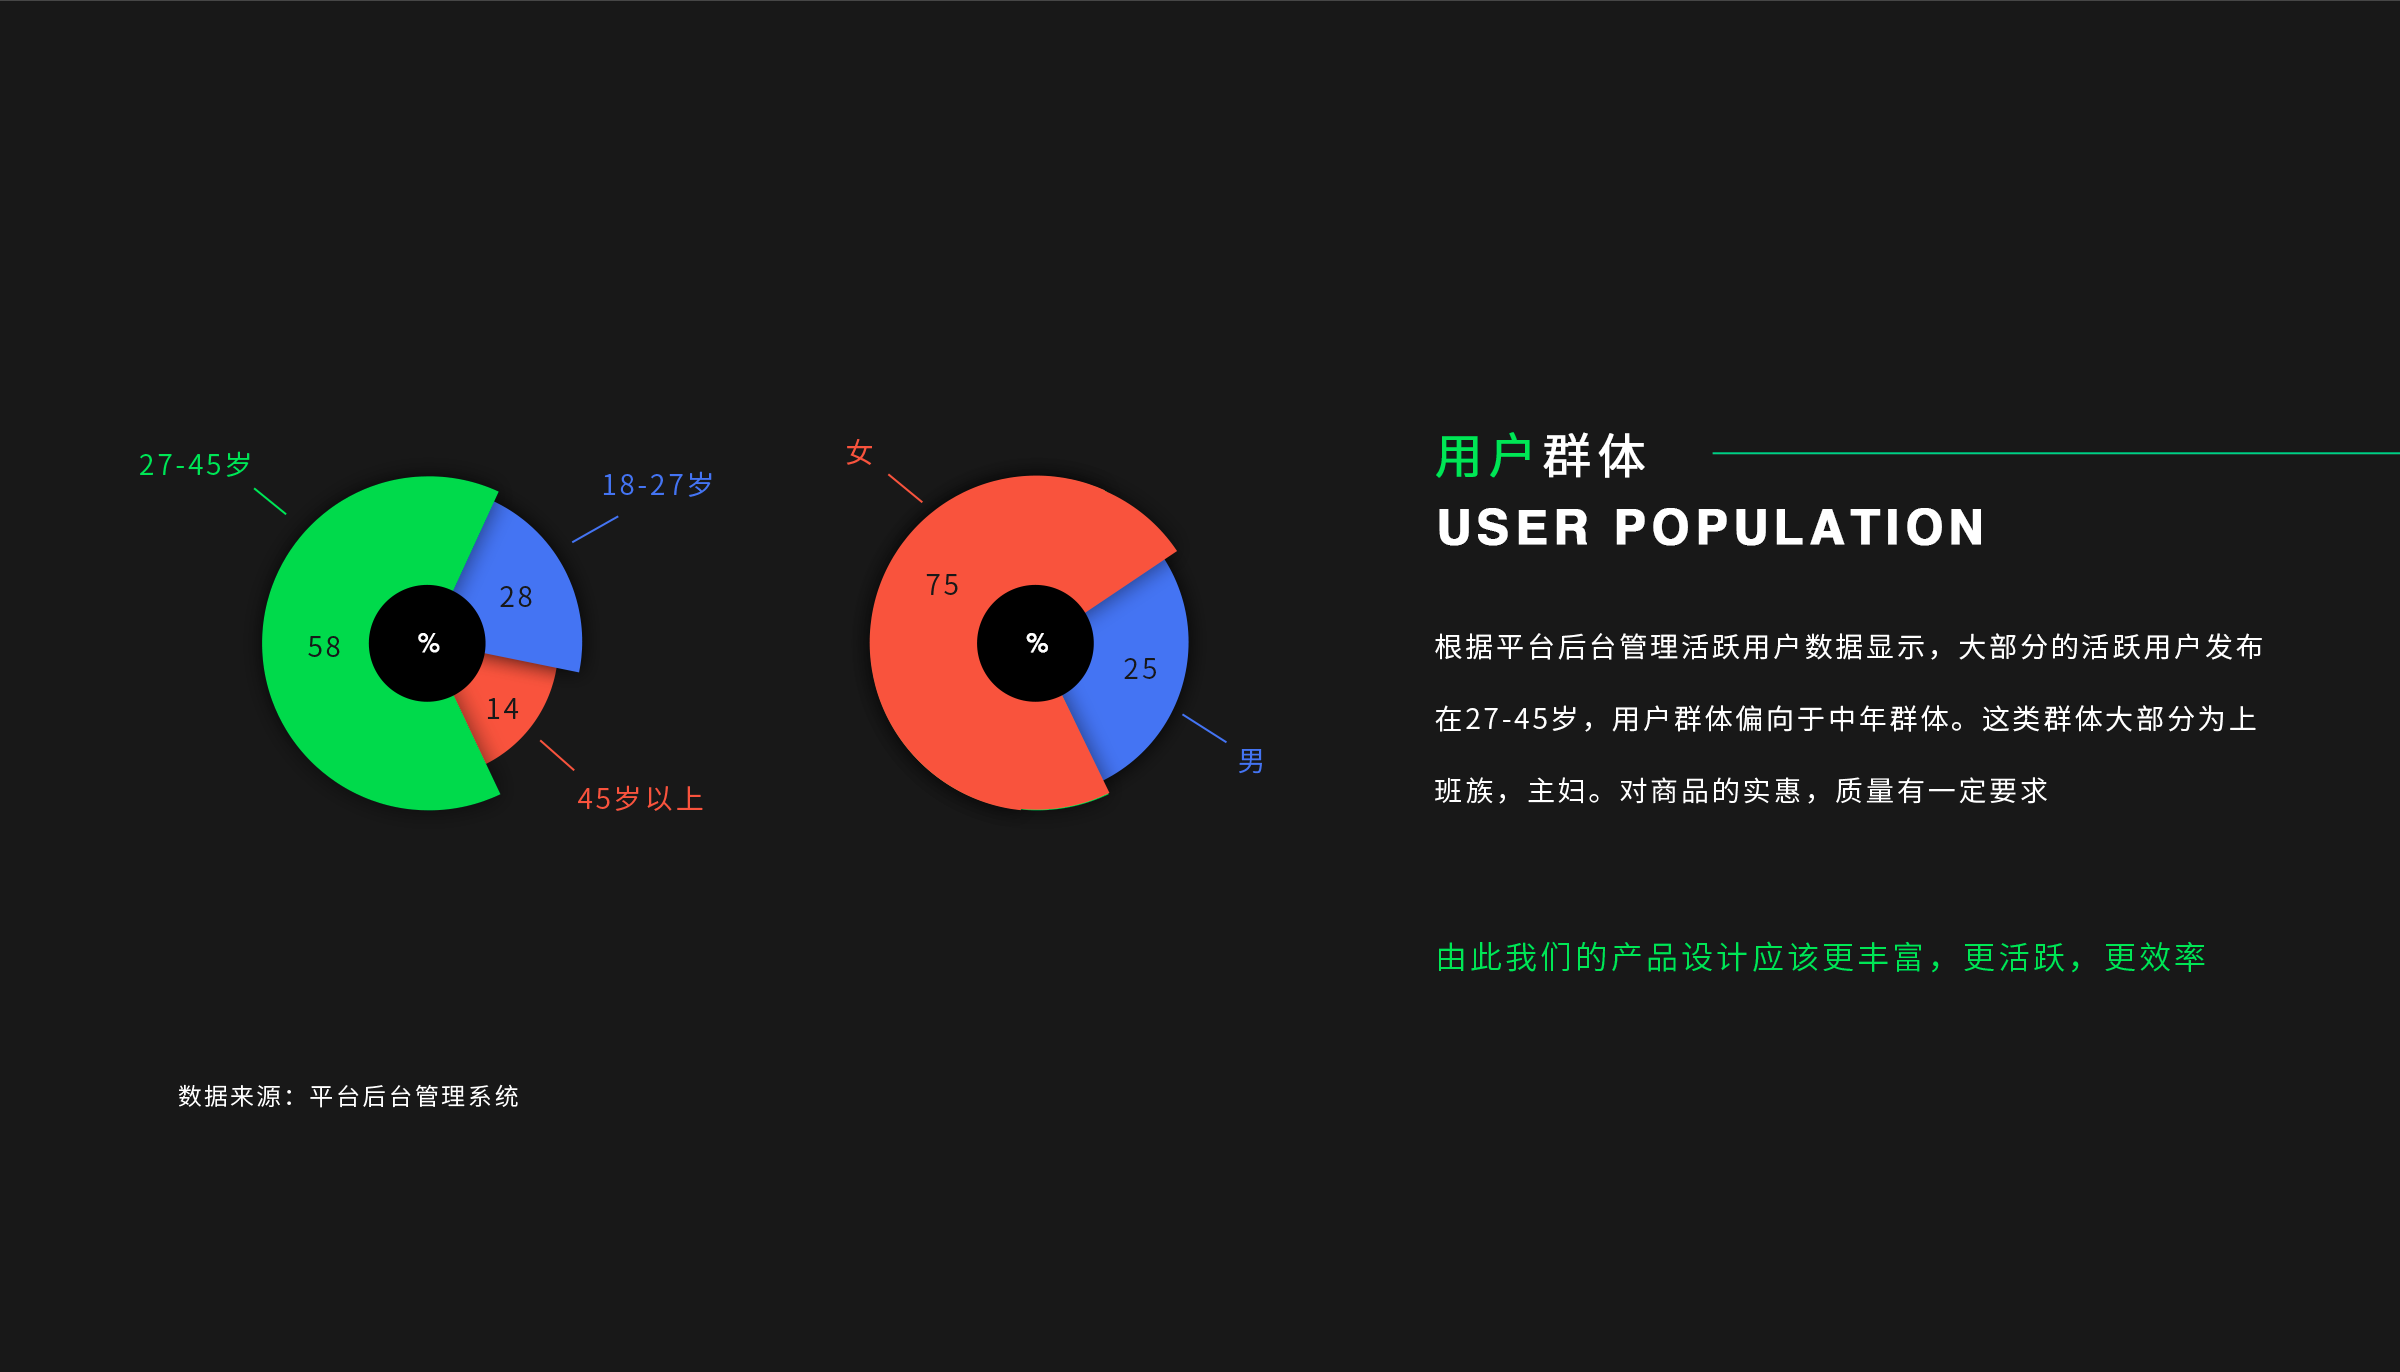 27-45岁
18-27岁
28
58
%
14
45岁以上
女
75
%
25
男
用户群体
USER POPULATION
根据平台后台管理活跃用户数据显示，大部分的活跃用户发布
在27-45岁，用户群体偏向于中年群体。这类群体大部分为上
班族，主妇。对商品的实惠，质量有一定要求
由此我们的产品设计应该更丰富，更活跃，更效率
数据来源：平台后台管理系统